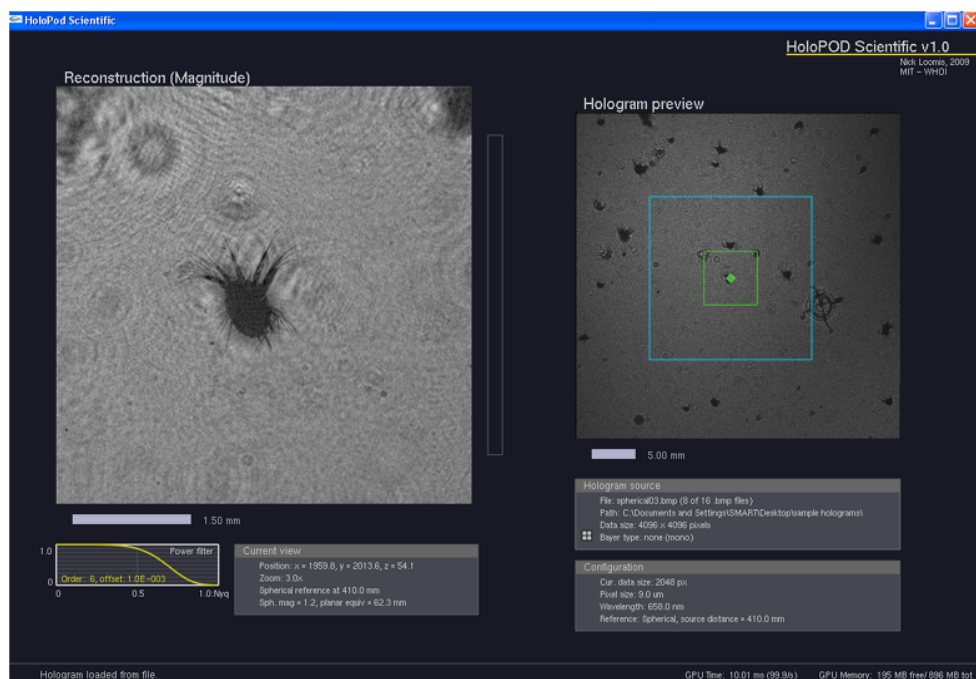 HoloPod Scientific
HoloPOD Scientific v1.0
Nick Loomis, 2009
MIT - WHOI
Reconstruction (Magnitude)
Hologram preview
5.00 mm
1.50 mm
Hologram source
File: spherical03.bmp (8 of 16 .bmp files)
Path: C:\Documents and Settings\SMART\Desktop\sample holograms\
Data size: 4096 x 4096 pixels
Bayer type: none (mono)
1.0
Power filter
Order: 6, offset: 1.0E-003
0
0 0.5 1.0:Nyq
Current view
Position: x = 1959.8, y = 2013.6, z = 54.1
Zoom: 3.0x
Spherical reference at 410.0 mm
Sph. mag = 1.2, planar equiv = 62.3 mm
Configuration
Cur. data size: 2048 px
Pixel size: 9.0 um
Wavelength: 658.0 nm
Reference: Spherical, source distance = 410.0 mm
Hologram loaded from file.
GPU Time: 10.01 ms (99.9/s) GPU Memory: 195 MB free/ 896 MB tot